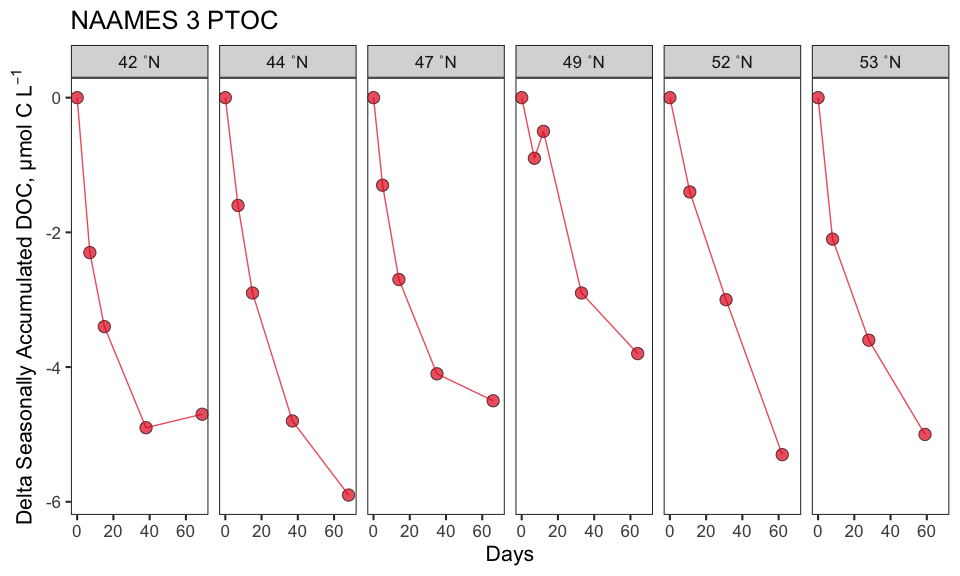 NAAMES 3 PTOC
42 °N 44 °N 47 °N 49 °N 52 °N 53 °N
Delta Seasonally Accumulated DOC, μmol C L⁻¹
0
-2
-4
-6
0 20 40 60 0 20 40 60 0 20 40 60 0 20 40 60 0 20 40 60 0 20 40 60
Days